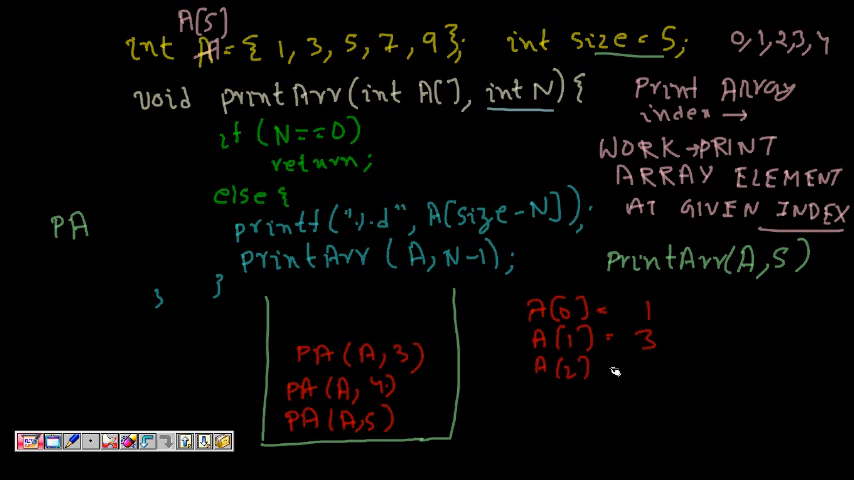 A[5]
int A = { 1, 3, 5, 7, 9 }; int size = 5; 0,1,2,3,4
void printArr(int A[], int N) {
Print Array
index →
if (N==0)
return;
WORK → PRINT
ARRAY ELEMENT
AT GIVEN INDEX
else {
printf("%d", A[size-N]);
PA
printArr (A, N-1);
printArr(A,5)
} }
A[0] = 1
A[1] = 3
A[2]
PA (A, 3)
PA (A, 4)
PA (A,5)